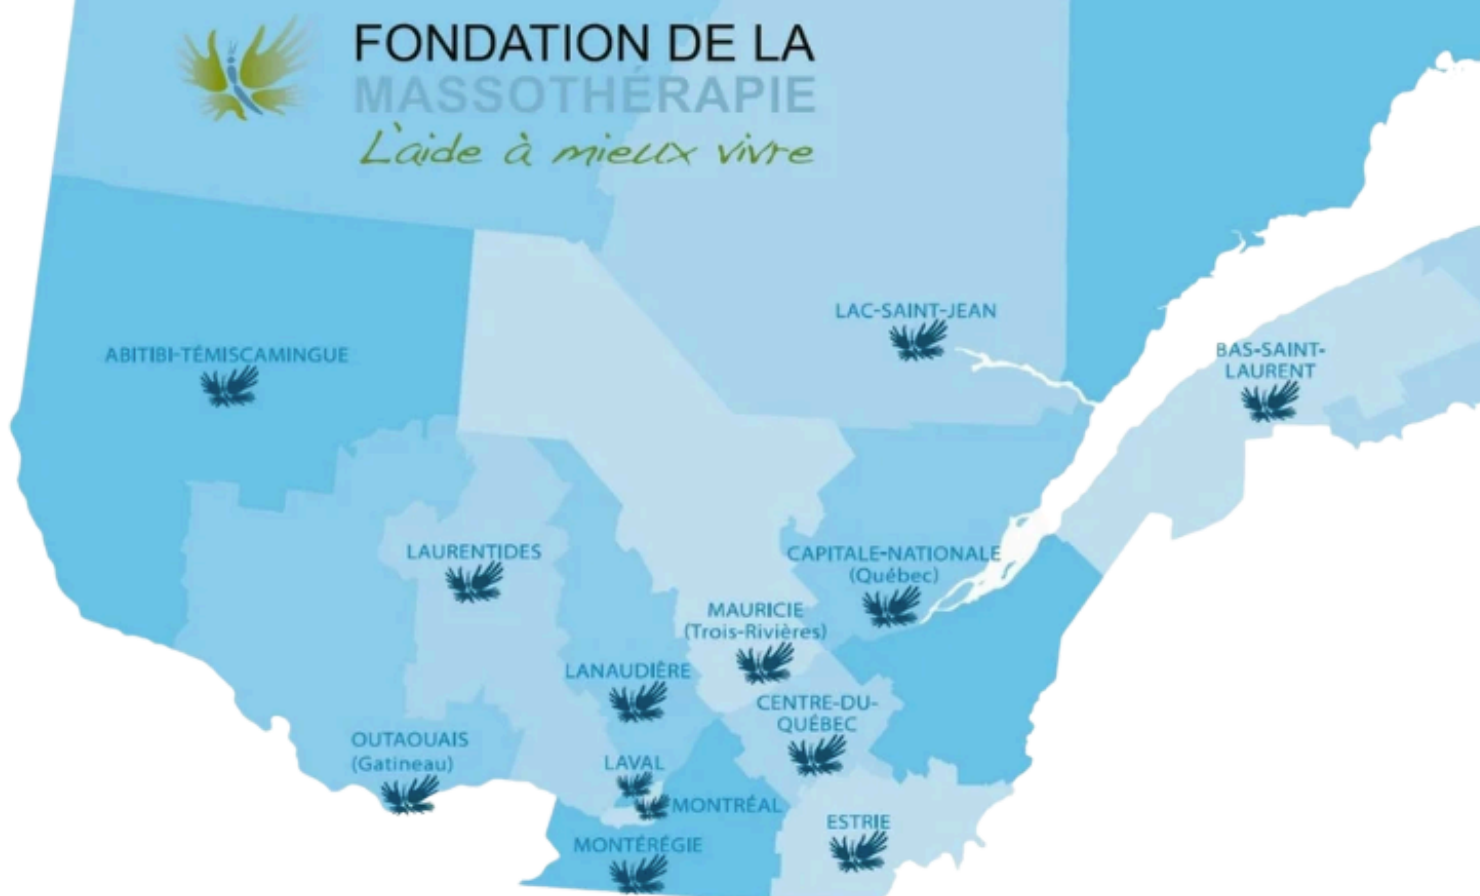 FONDATION DE LA
MASSOTHÉRAPIE
L'aide à mieux vivre
LAC-SAINT-JEAN
ABITIBI-TÉMISCAMINGUE
BAS-SAINT-
LAURENT
LAURENTIDES
CAPITALE-NATIONALE
(Québec)
MAURICIE
(Trois-Rivières)
LANAUDIÈRE
CENTRE-DU-
QUÉBEC
OUTAOUAIS
(Gatineau)
LAVAL
MONTRÉAL
ESTRIE
MONTÉRÉGIE